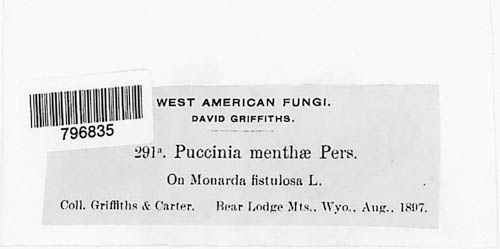 WEST AMERICAN FUNGI.
DAVID GRIFFITHS.
796835
291ª. Puccinia menthæ Pers.
On Monarda fistulosa L.
Coll. Griffiths & Carter. Bear Lodge Mts., Wyo., Aug., 1897.